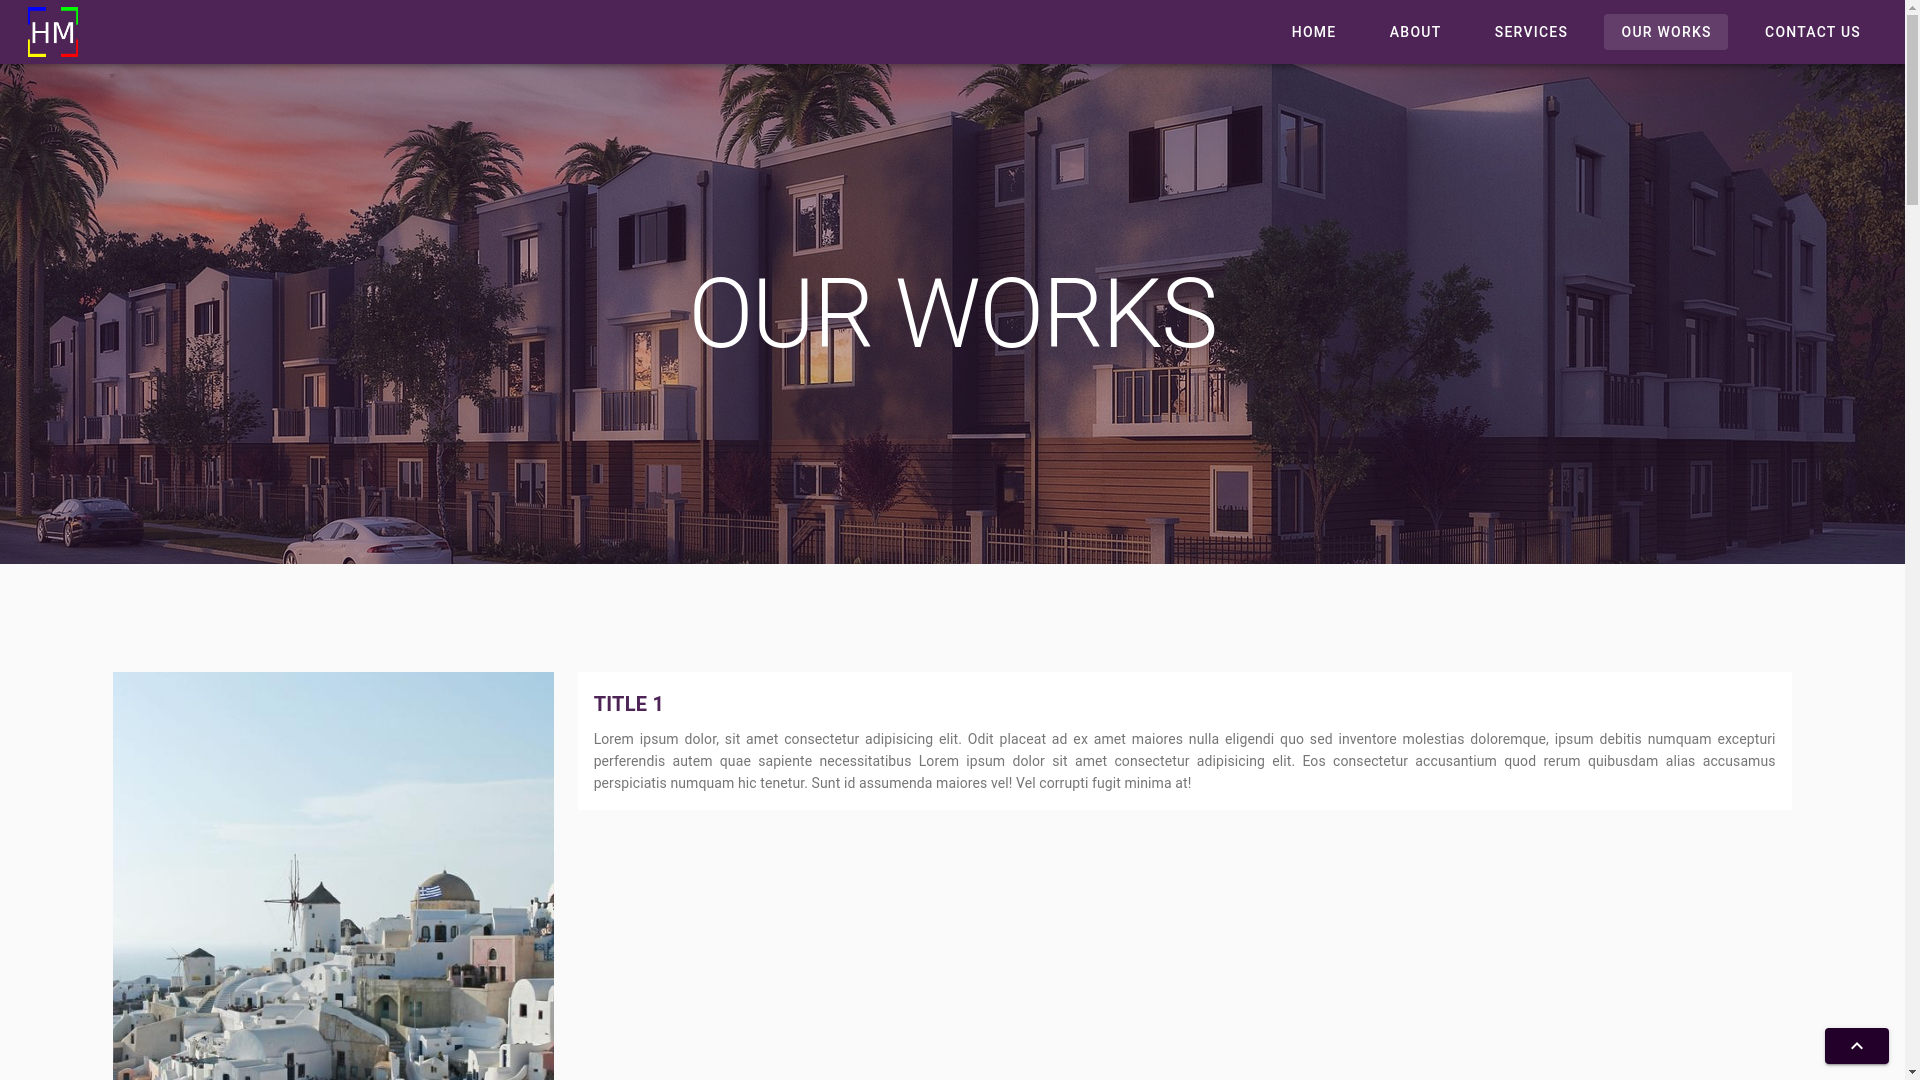 HM
HOME
ABOUT
SERVICES
OUR WORKS
CONTACT US
OUR WORKS
TITLE 1
Lorem ipsum dolor, sit amet consectetur adipisicing elit. Odit placeat ad ex amet maiores nulla eligendi quo sed inventore molestias doloremque, ipsum debitis numquam excepturi
perferendis autem quae sapiente necessitatibus Lorem ipsum dolor sit amet consectetur adipisicing elit. Eos consectetur accusantium quod rerum quibusdam alias accusamus
perspiciatis numquam hic tenetur. Sunt id assumenda maiores vel! Vel corrupti fugit minima at!